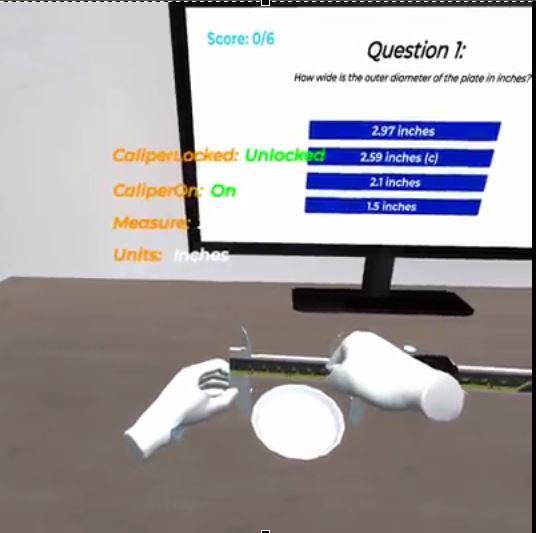 Score: 0/6
Question 1:
How wide is the outer diameter of the plate in inches?
2.97 inches
2.59 inches (c)
2.1 inches
1.5 inches
CaliperLocked: Unlocked
CaliperOn: On
Measure:
Units: Inches